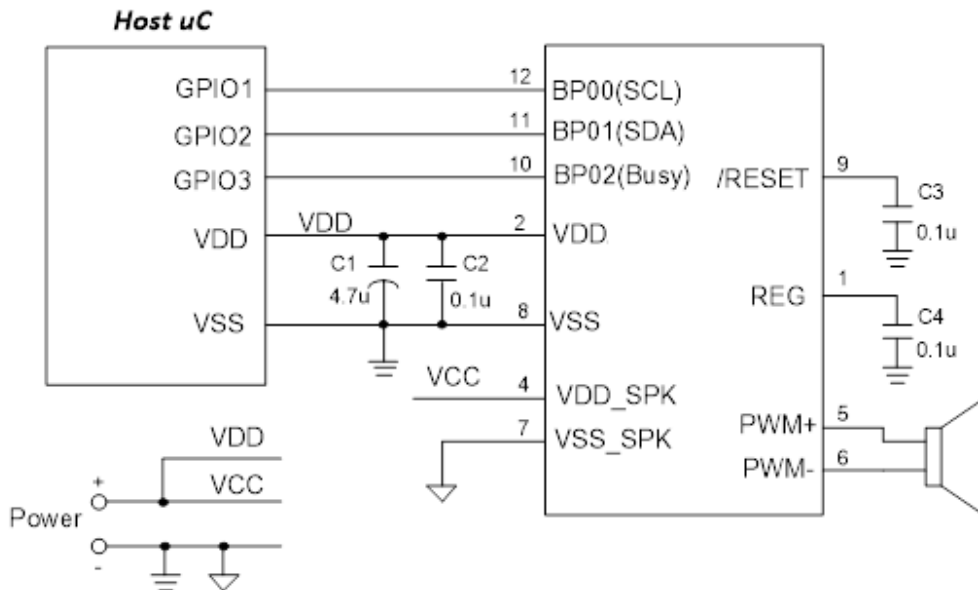 Host uC
GPIO1
GPIO2
GPIO3
VDD
VSS
VDD
C1
4.7u
C2
0.1u
12
11
10
2
8
4
7
BP00(SCL)
BP01(SDA)
BP02(Busy)
VDD
VSS
VDD_SPK
VSS_SPK
VCC
/RESET
REG
PWM+
PWM-
9
1
5
6
C3
0.1u
C4
0.1u
VDD
VCC
+
Power
-